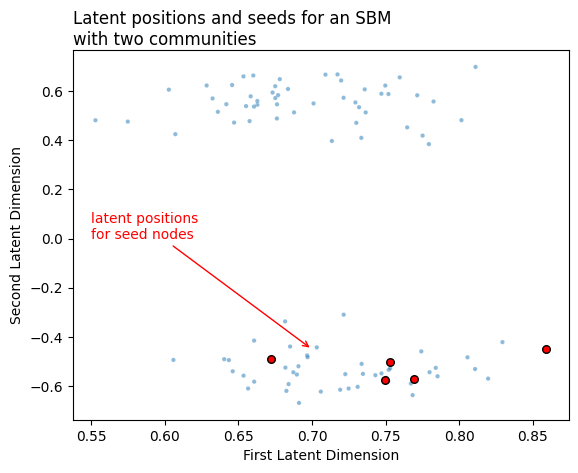 Latent positions and seeds for an SBM
with two communities
0.6
0.4
0.2
0.0
−0.2
−0.4
−0.6
Second Latent Dimension
latent positions
for seed nodes
0.55 0.60 0.65 0.70 0.75 0.80 0.85
First Latent Dimension